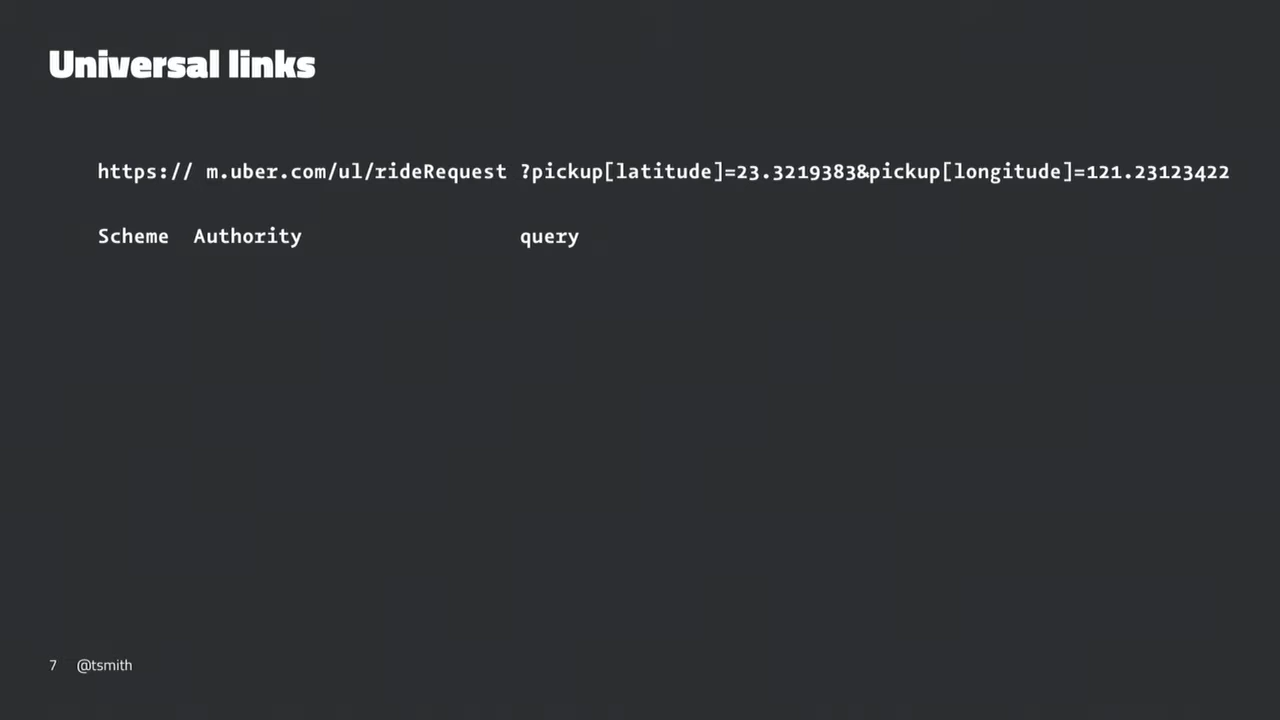 Universal links
https:// m.uber.com/ul/rideRequest ?pickup[latitude]=23.3219383&pickup[longitude]=121.23123422
Scheme Authority query
7 @tsmith